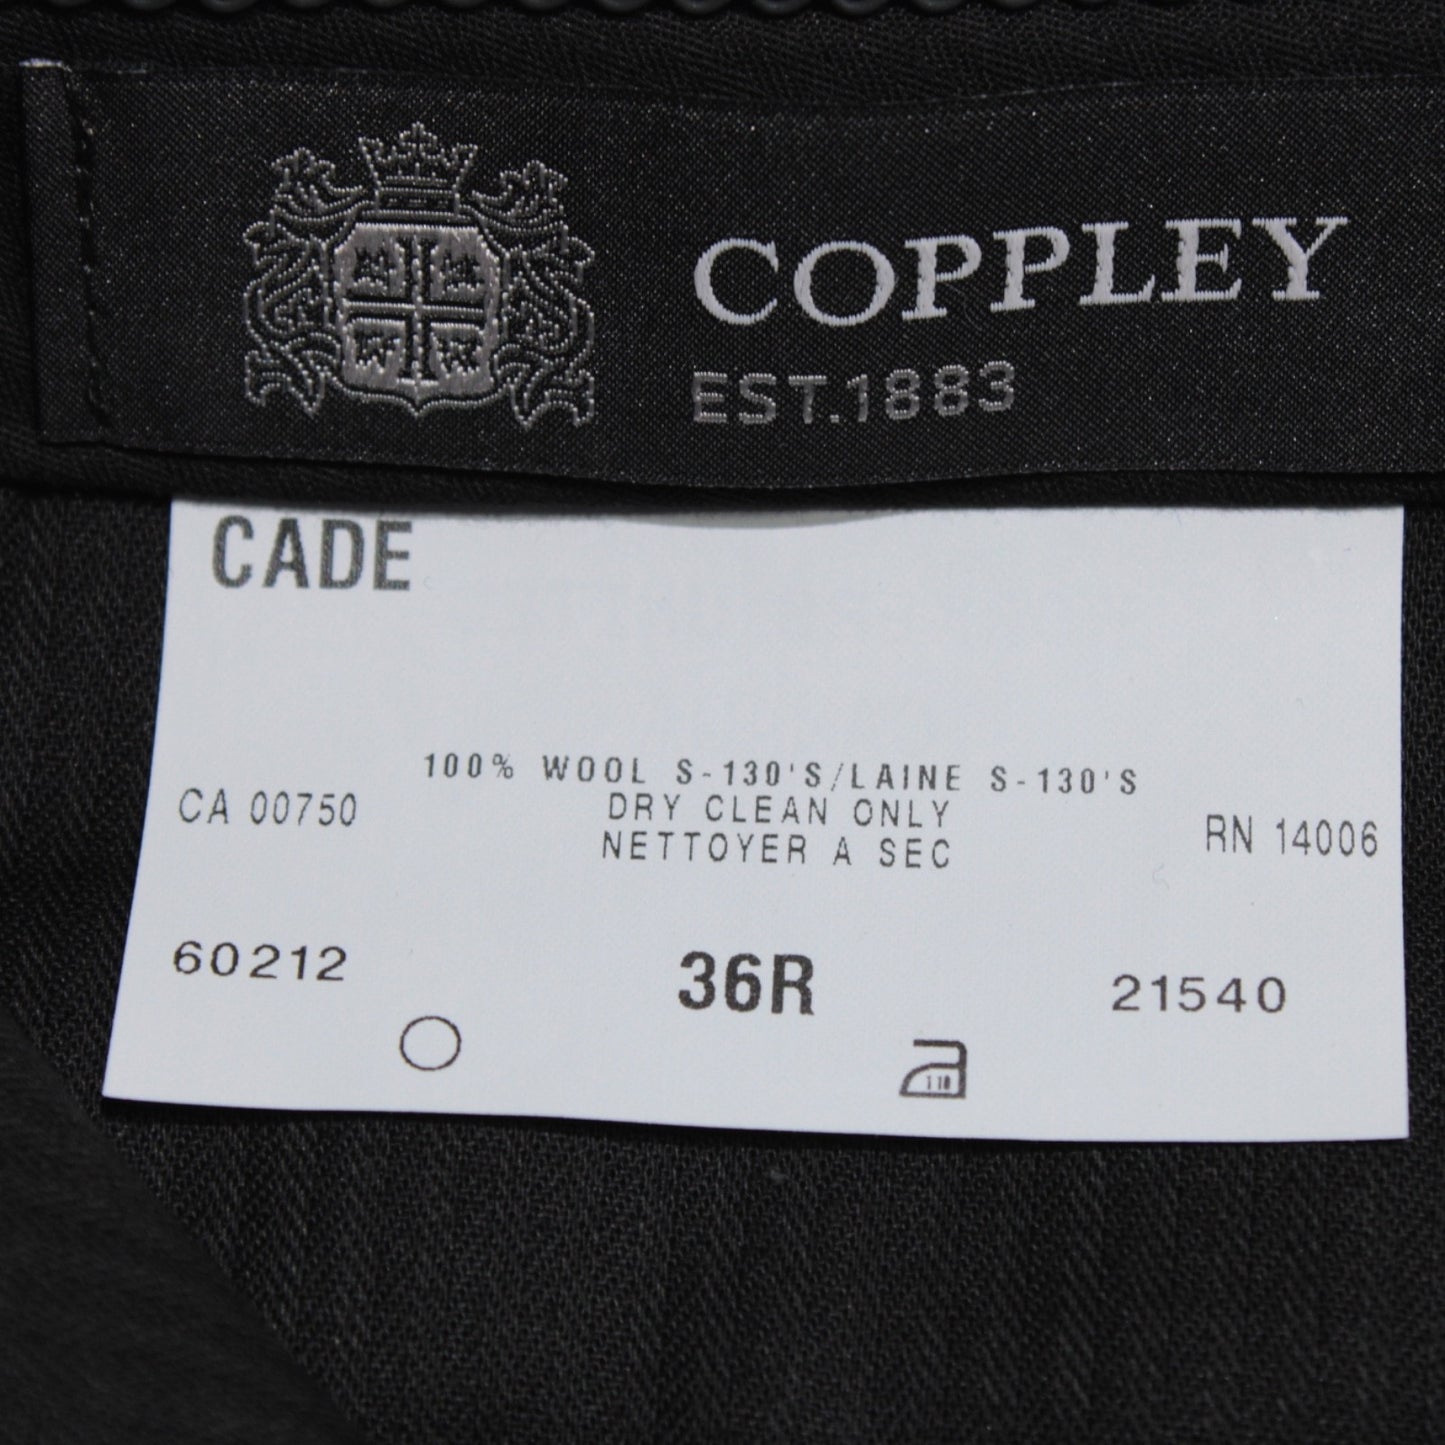 COPPLEY
EST.1883
CADE
100% WOOL S-130'S/LAINE S-130'S
CA 00750
DRY CLEAN ONLY
RN 14006
NETTOYER A SEC
60212
36R
21540
110